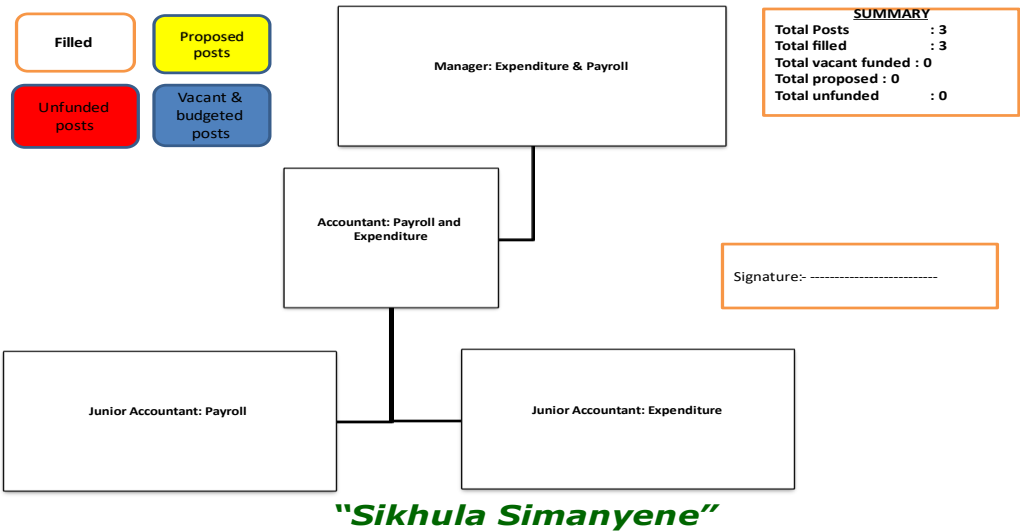 Filled
Proposed
posts
Unfunded
posts
Vacant &
budgeted
posts
Manager: Expenditure & Payroll
SUMMARY
Total Posts : 3
Total filled : 3
Total vacant funded : 0
Total proposed : 0
Total unfunded : 0
Accountant: Payroll and
Expenditure
Signature:- --------------------------
Junior Accountant: Payroll
Junior Accountant: Expenditure
“Sikhula Simanyene”